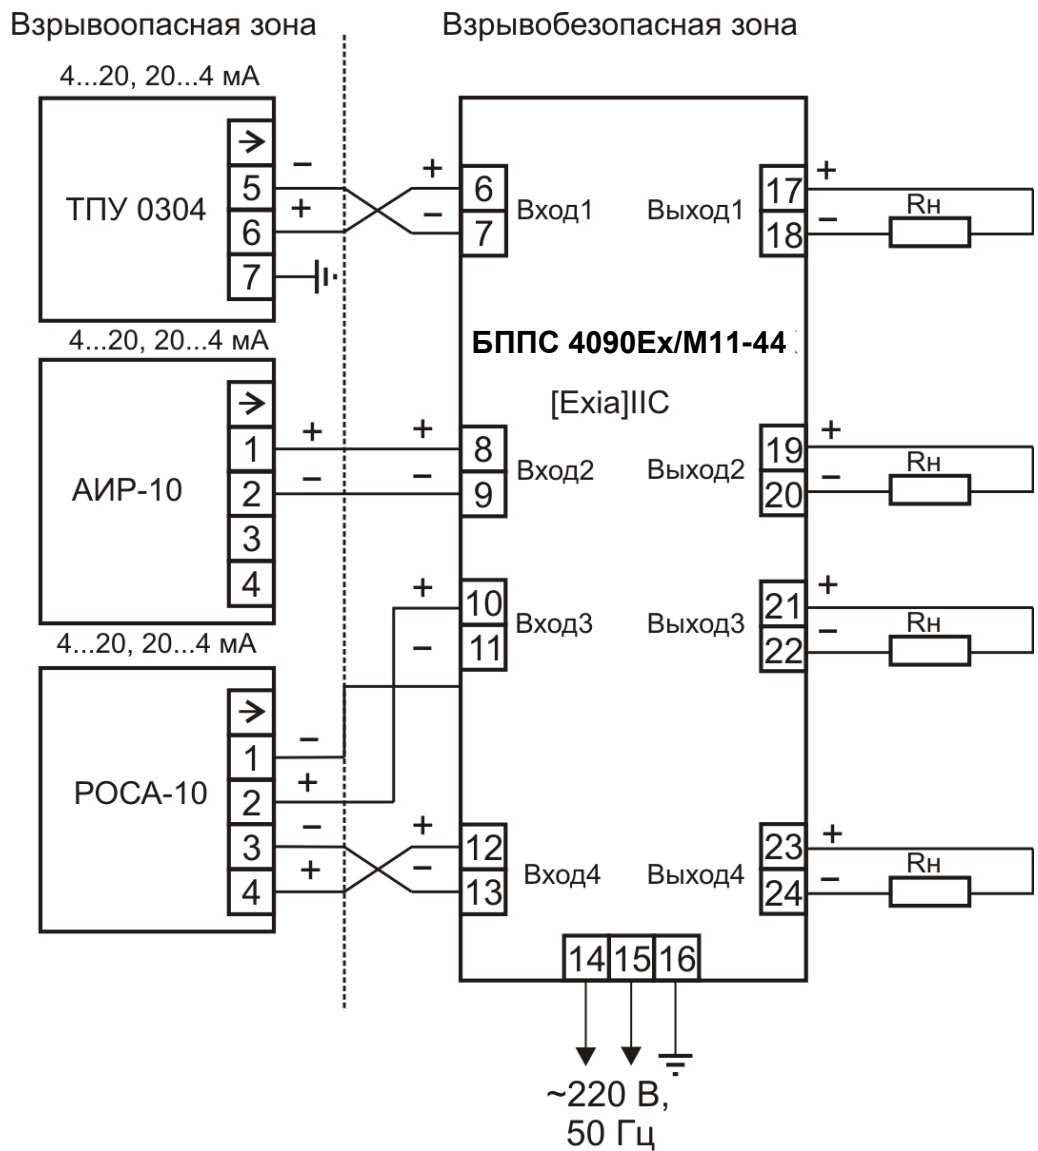 Взрывоопасная зона
Взрывобезопасная зона
4...20, 20...4 мА
ТПУ 0304
5
6
7
−
+
+
−
6
7
Вход1
Выход1
17
18
+
−
Rн
БППС 4090Ex/М11-44
[Exia]IIC
4...20, 20...4 мА
АИР-10
1
2
3
4
+
−
+
−
8
9
Вход2
Выход2
19
20
+
−
Rн
+
−
10
11
Вход3
Выход3
21
22
+
−
Rн
4...20, 20...4 мА
РОСА-10
1
2
3
4
−
+
−
+
+
−
12
13
Вход4
Выход4
23
24
+
−
Rн
14 15 16
~220 В,
50 Гц